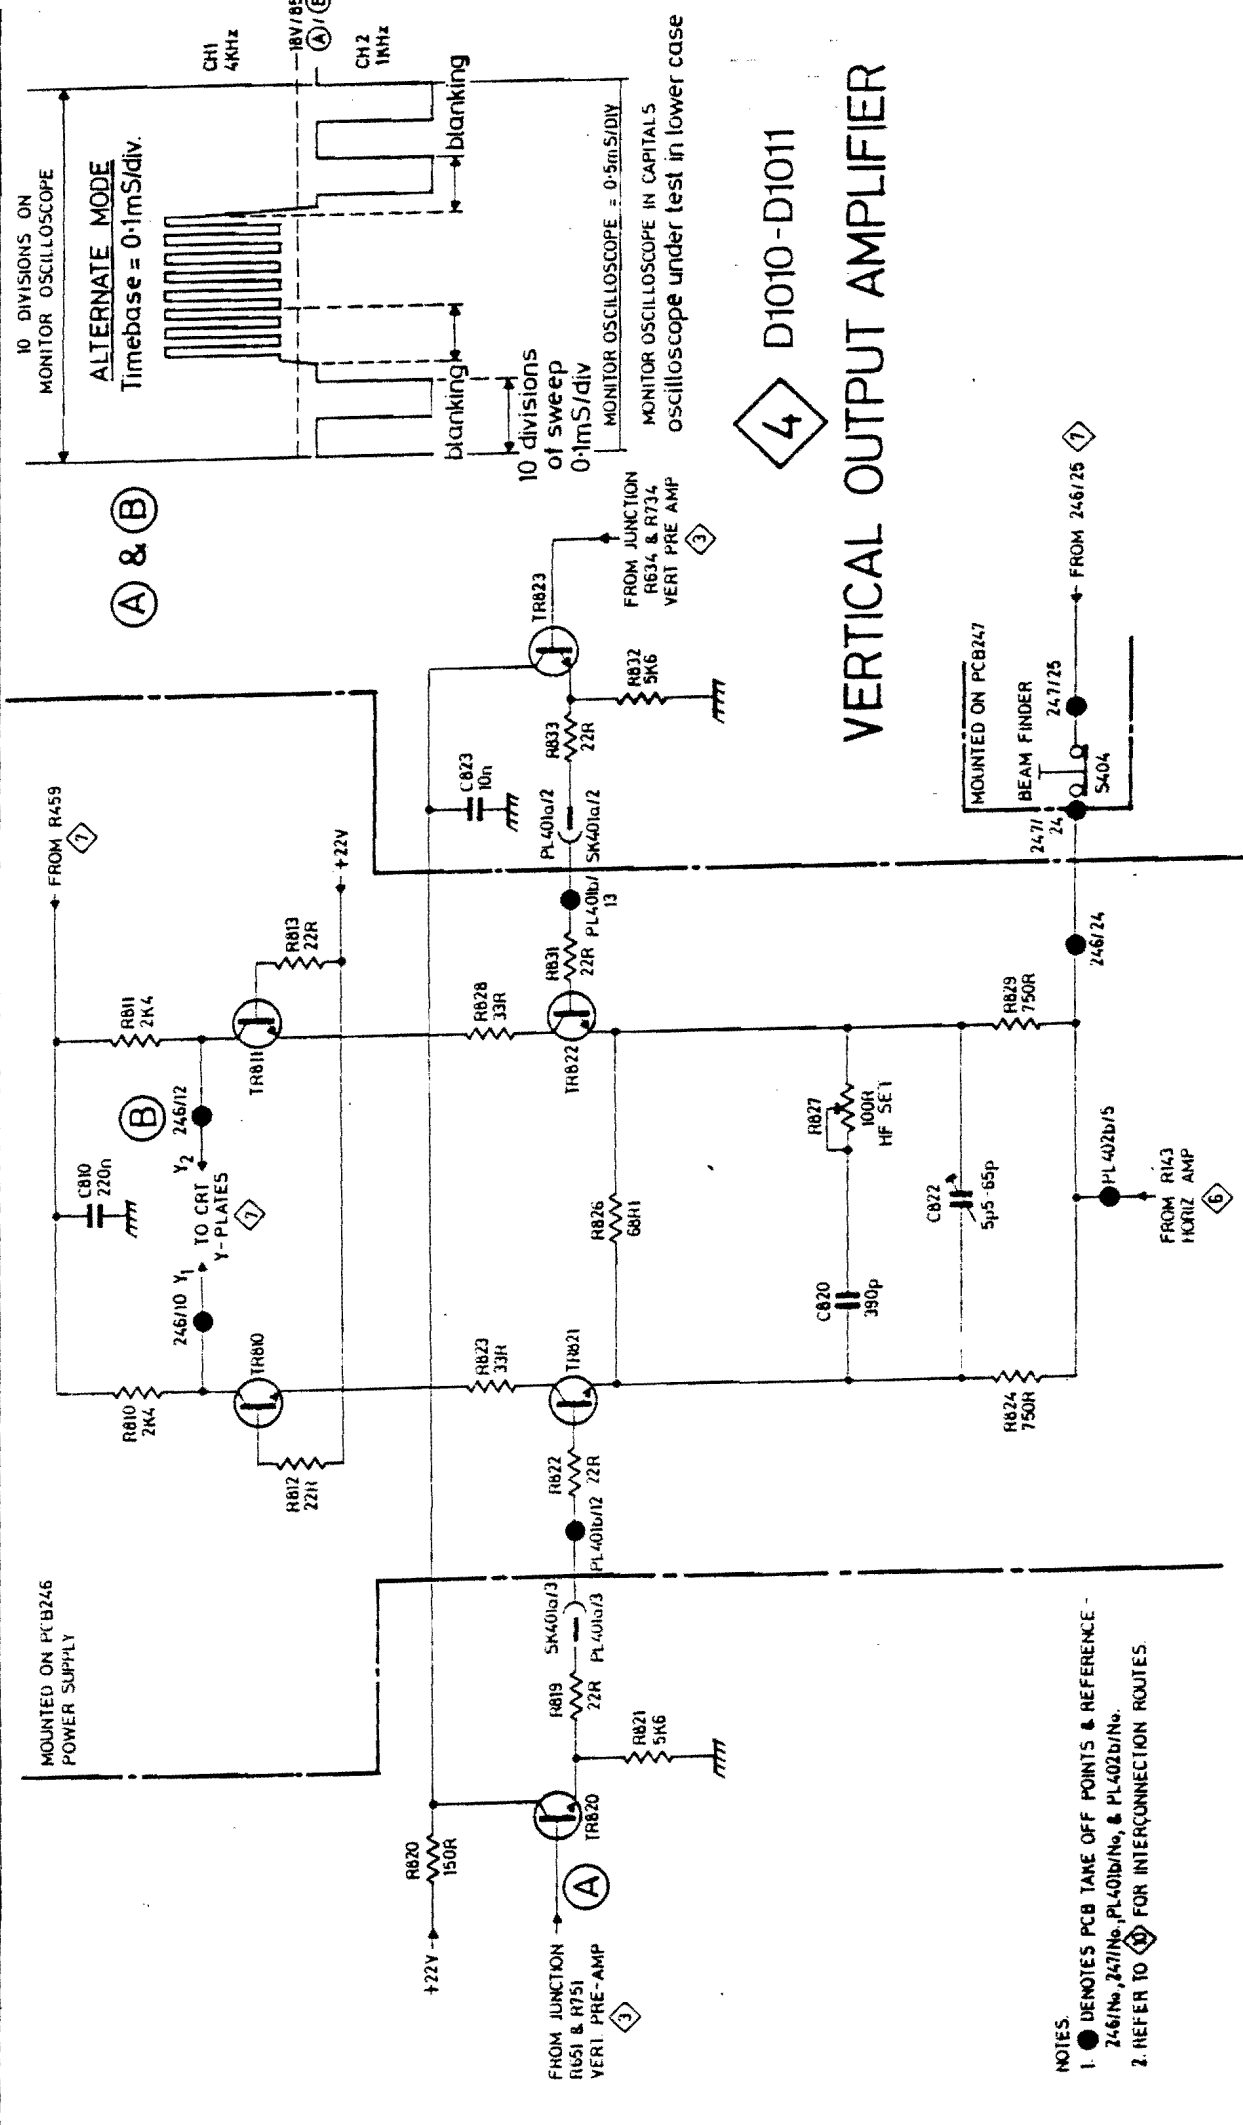 MOUNTED ON PCB246
POWER SUPPLY
FROM R459
7
R810
2K4
C810
220n
R811
2K4
246/10
Y1
TO CRT
Y-PLATES
7
Y2
246/12
B
TR810
TR811
R812
22R
R813
22R
+22V
+22V
R820
150R
FROM JUNCTION
R651 & R751
VERT. PRE-AMP
3
A
TR820
R821
5K6
R819
22R
SK401a/3
PL401a/3
PL401b/12
R822
22R
R823
33R
TR821
R826
68R1
R828
33R
TR822
R831
22R
PL401b/
13
PL401a/2
SK401a/2
C823
10n
R833
22R
R832
5K6
TR823
FROM JUNCTION
R634 & R734
VERT PRE AMP
3
C820
390p
R827
100R
HF SET
C822
5p5-65p
R824
750R
R829
750R
PL402b/5
FROM R143
HORIZ AMP
6
246/24
247/
24
MOUNTED ON PCB247
BEAM FINDER
S404
247/25
FROM 246/25
7
A & B
10 DIVISIONS ON
MONITOR OSCILLOSCOPE
ALTERNATE MODE
Timebase = 0·1mS/div.
CH1
4KHz
CH2
1KHz
blanking
blanking
10 divisions
of sweep
0·1mS/div
MONITOR OSCILLOSCOPE = 0·5mS/DIV
MONITOR OSCILLOSCOPE IN CAPITALS
oscilloscope under test in lower case
4
D1010-D1011
VERTICAL OUTPUT AMPLIFIER
NOTES.
1. DENOTES PCB TAKE OFF POINTS & REFERENCE -
246/No.,247/No.,PL401b/No, & PL402b/No.
2. REFER TO 10 FOR INTERCONNECTION ROUTES.